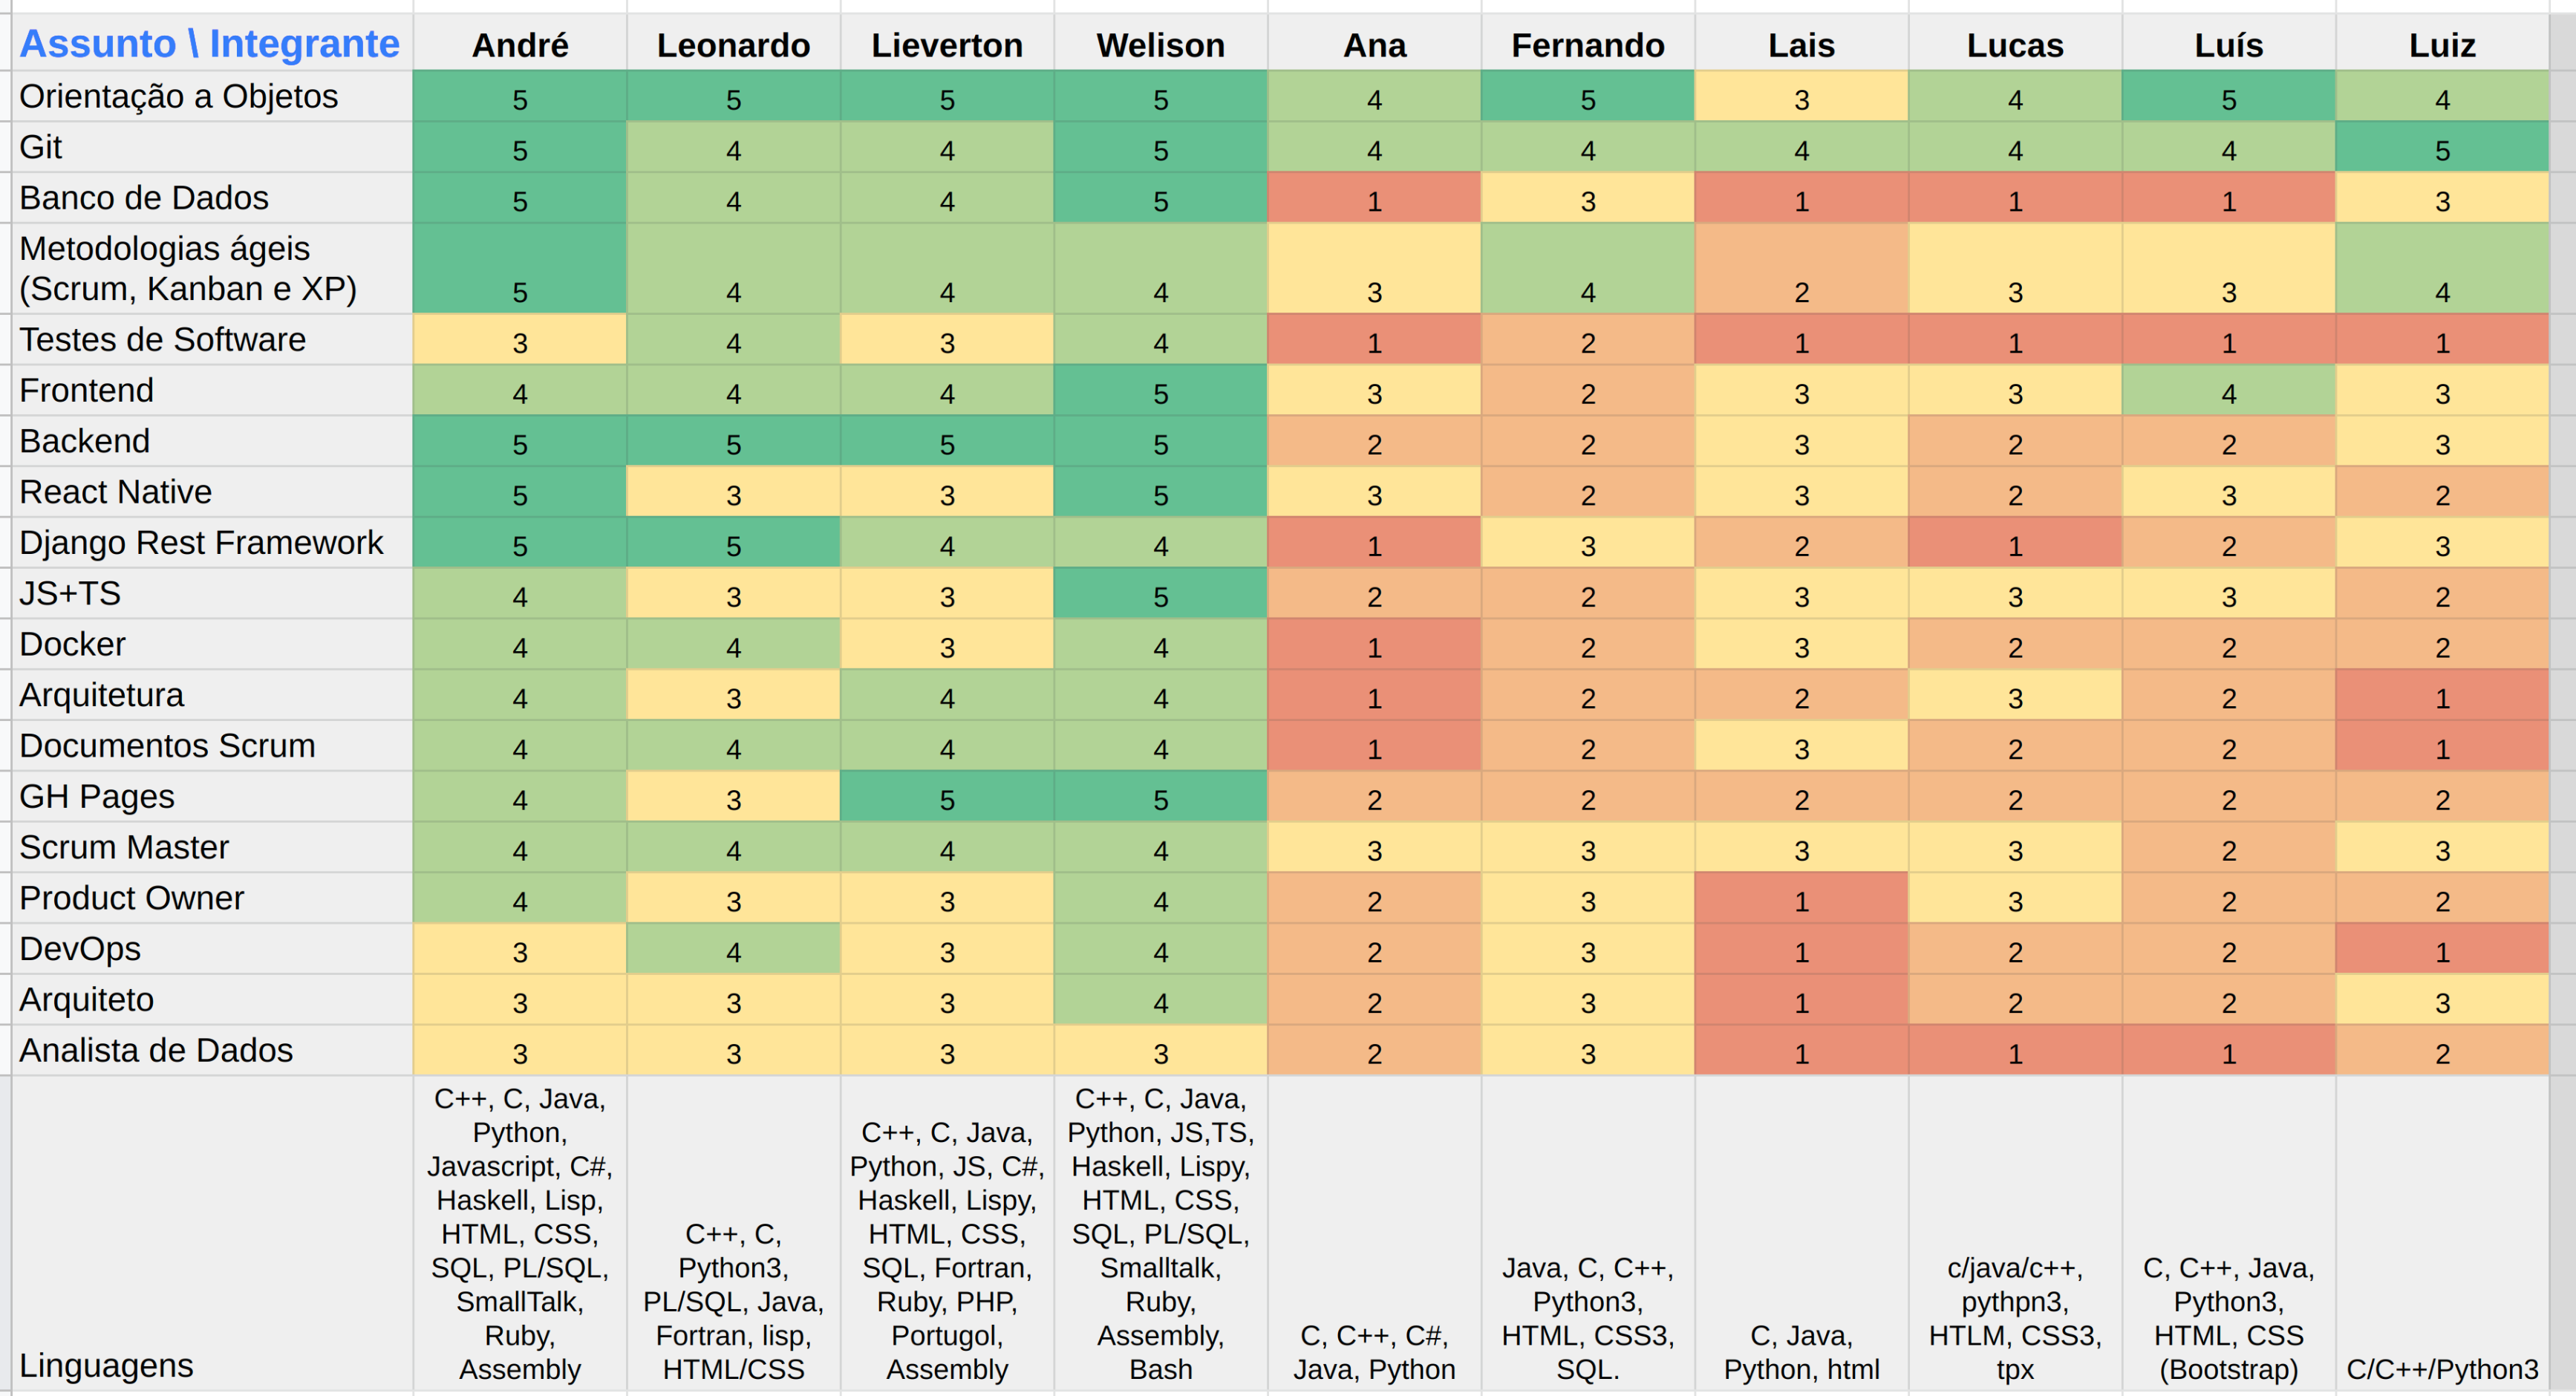 Assunto \ Integrante André Leonardo Lieverton Welison Ana Fernando Lais Lucas Luís Luiz
Orientação a Objetos 5 5 5 5 4 5 3 4 5 4
Git 5 4 4 5 4 4 4 4 4 5
Banco de Dados 5 4 4 5 1 3 1 1 1 3
Metodologias ágeis
(Scrum, Kanban e XP) 5 4 4 4 3 4 2 3 3 4
Testes de Software 3 4 3 4 1 2 1 1 1 1
Frontend 4 4 4 5 3 2 3 3 4 3
Backend 5 5 5 5 2 2 3 2 2 3
React Native 5 3 3 5 3 2 3 2 3 2
Django Rest Framework 5 5 4 4 1 3 2 1 2 3
JS+TS 4 3 3 5 2 2 3 3 3 2
Docker 4 4 3 4 1 2 3 2 2 2
Arquitetura 4 3 4 4 1 2 2 3 2 1
Documentos Scrum 4 4 4 4 1 2 3 2 2 1
GH Pages 4 3 5 5 2 2 2 2 2 2
Scrum Master 4 4 4 4 3 3 3 3 2 3
Product Owner 4 3 3 4 2 3 1 3 2 2
DevOps 3 4 3 4 2 3 1 2 2 1
Arquiteto 3 3 3 4 2 3 1 2 2 3
Analista de Dados 3 3 3 3 2 3 1 1 1 2
Linguagens
C++, C, Java,
Python,
Javascript, C#,
Haskell, Lisp,
HTML, CSS,
SQL, PL/SQL,
SmallTalk,
Ruby,
Assembly
C++, C,
Python3,
PL/SQL, Java,
Fortran, lisp,
HTML/CSS
C++, C, Java,
Python, JS, C#,
Haskell, Lispy,
HTML, CSS,
SQL, Fortran,
Ruby, PHP,
Portugol,
Assembly
C++, C, Java,
Python, JS,TS,
Haskell, Lispy,
HTML, CSS,
SQL, PL/SQL,
Smalltalk,
Ruby,
Assembly,
Bash
C, C++, C#,
Java, Python
Java, C, C++,
Python3,
HTML, CSS3,
SQL.
C, Java,
Python, html
c/java/c++,
pythpn3,
HTLM, CSS3,
tpx
C, C++, Java,
Python3,
HTML, CSS
(Bootstrap)
C/C++/Python3